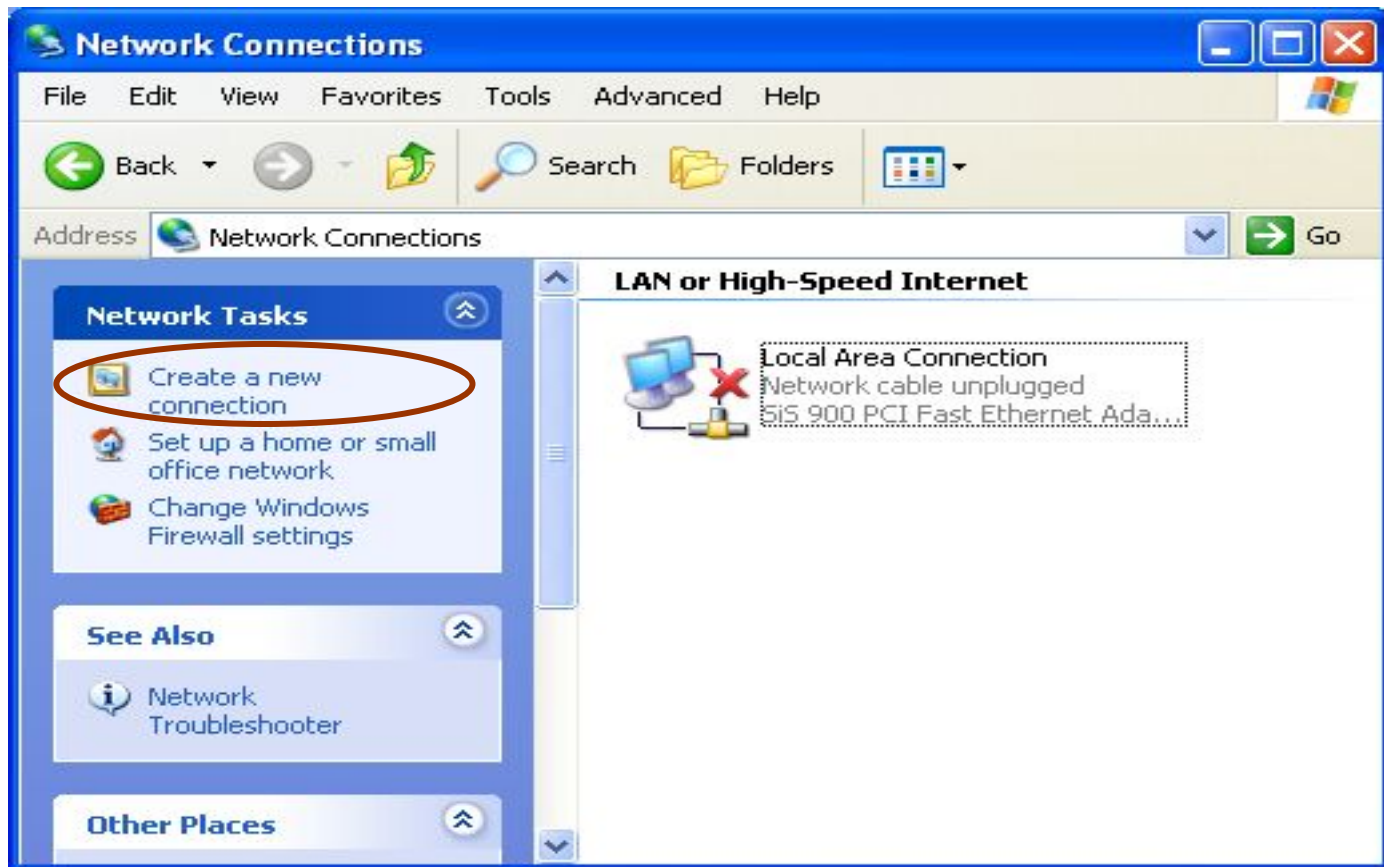 Network Connections
File Edit View Favorites Tools Advanced Help
Back Search Folders
Address Network Connections Go
Network Tasks
Create a new
connection
Set up a home or small
office network
Change Windows
Firewall settings
See Also
Network
Troubleshooter
Other Places
LAN or High-Speed Internet
Local Area Connection
Network cable unplugged
SiS 900 PCI Fast Ethernet Ada...